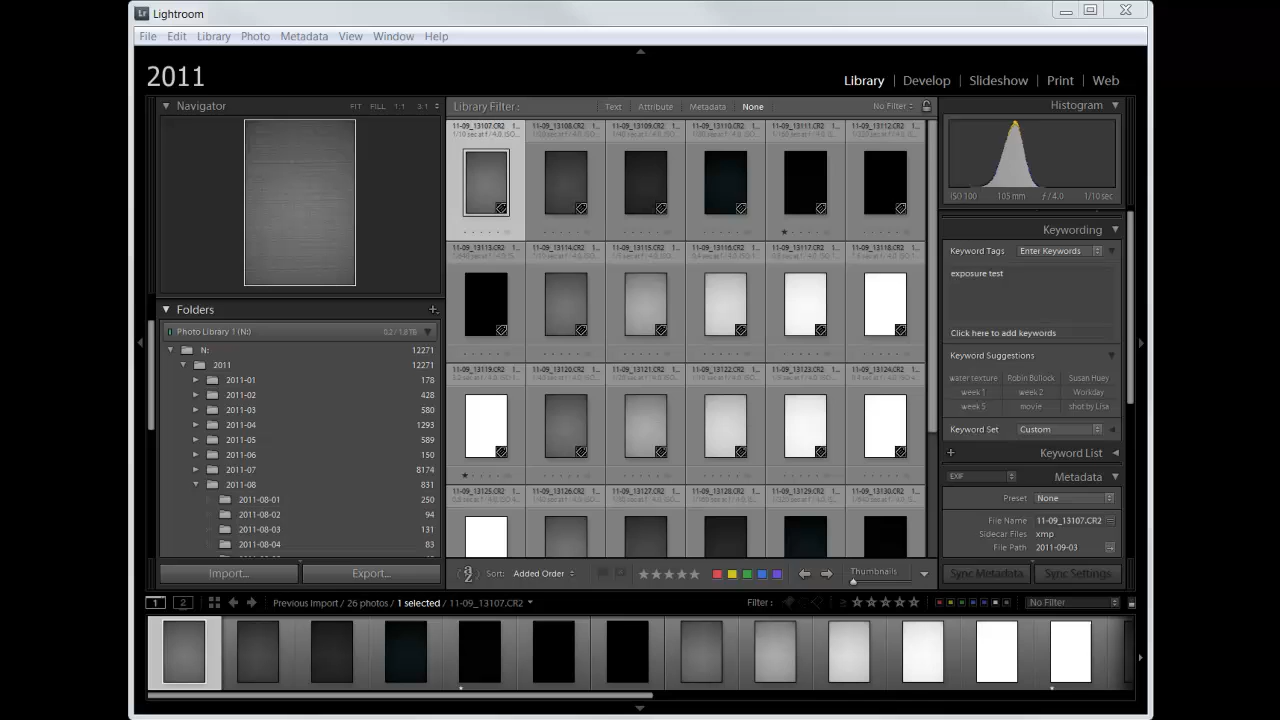 Lr Lightroom
File Edit Library Photo Metadata View Window Help
2011
Library Develop Slideshow Print Web
Navigator FIT FILL 1:1 3:1
Library Filter: Text Attribute Metadata None No Filter
Histogram
ISO 100 105 mm f / 4.0 1/10 sec
11-09_13107.CR2 11-09_13108.CR2 11-09_13109.CR2 11-09_13110.CR2 11-09_13111.CR2 11-09_13112.CR2
11-09_13113.CR2 11-09_13114.CR2 11-09_13115.CR2 11-09_13116.CR2 11-09_13117.CR2 11-09_13118.CR2
11-09_13119.CR2 11-09_13120.CR2 11-09_13121.CR2 11-09_13122.CR2 11-09_13123.CR2 11-09_13124.CR2
11-09_13125.CR2 11-09_13126.CR2 11-09_13127.CR2 11-09_13128.CR2 11-09_13129.CR2 11-09_13130.CR2
Folders
Photo Library 1 (N:) 0.2 / 1.8 TB
N: 12271
2011 12271
2011-01 178
2011-02 428
2011-03 580
2011-04 1293
2011-05 589
2011-06 150
2011-07 8174
2011-08 831
2011-08-01 250
2011-08-02 94
2011-08-03 131
2011-08-04 83
Import... Export...
Keywording
Keyword Tags Enter Keywords
exposure test
Click here to add keywords
Keyword Suggestions
water texture Robin Bullock Susan Huey
week 1 week 2 Workday
week 5 movie shot by Lisa
Keyword Set Custom
Keyword List
EXIF Metadata
Preset None
File Name 11-09_13107.CR2
Sidecar Files xmp
File Path 2011-09-03
Sync Metadata Sync Settings
Sort: Added Order Thumbnails
1 2 Previous Import / 26 photos / 1 selected / 11-09_13107.CR2 Filter: No Filter